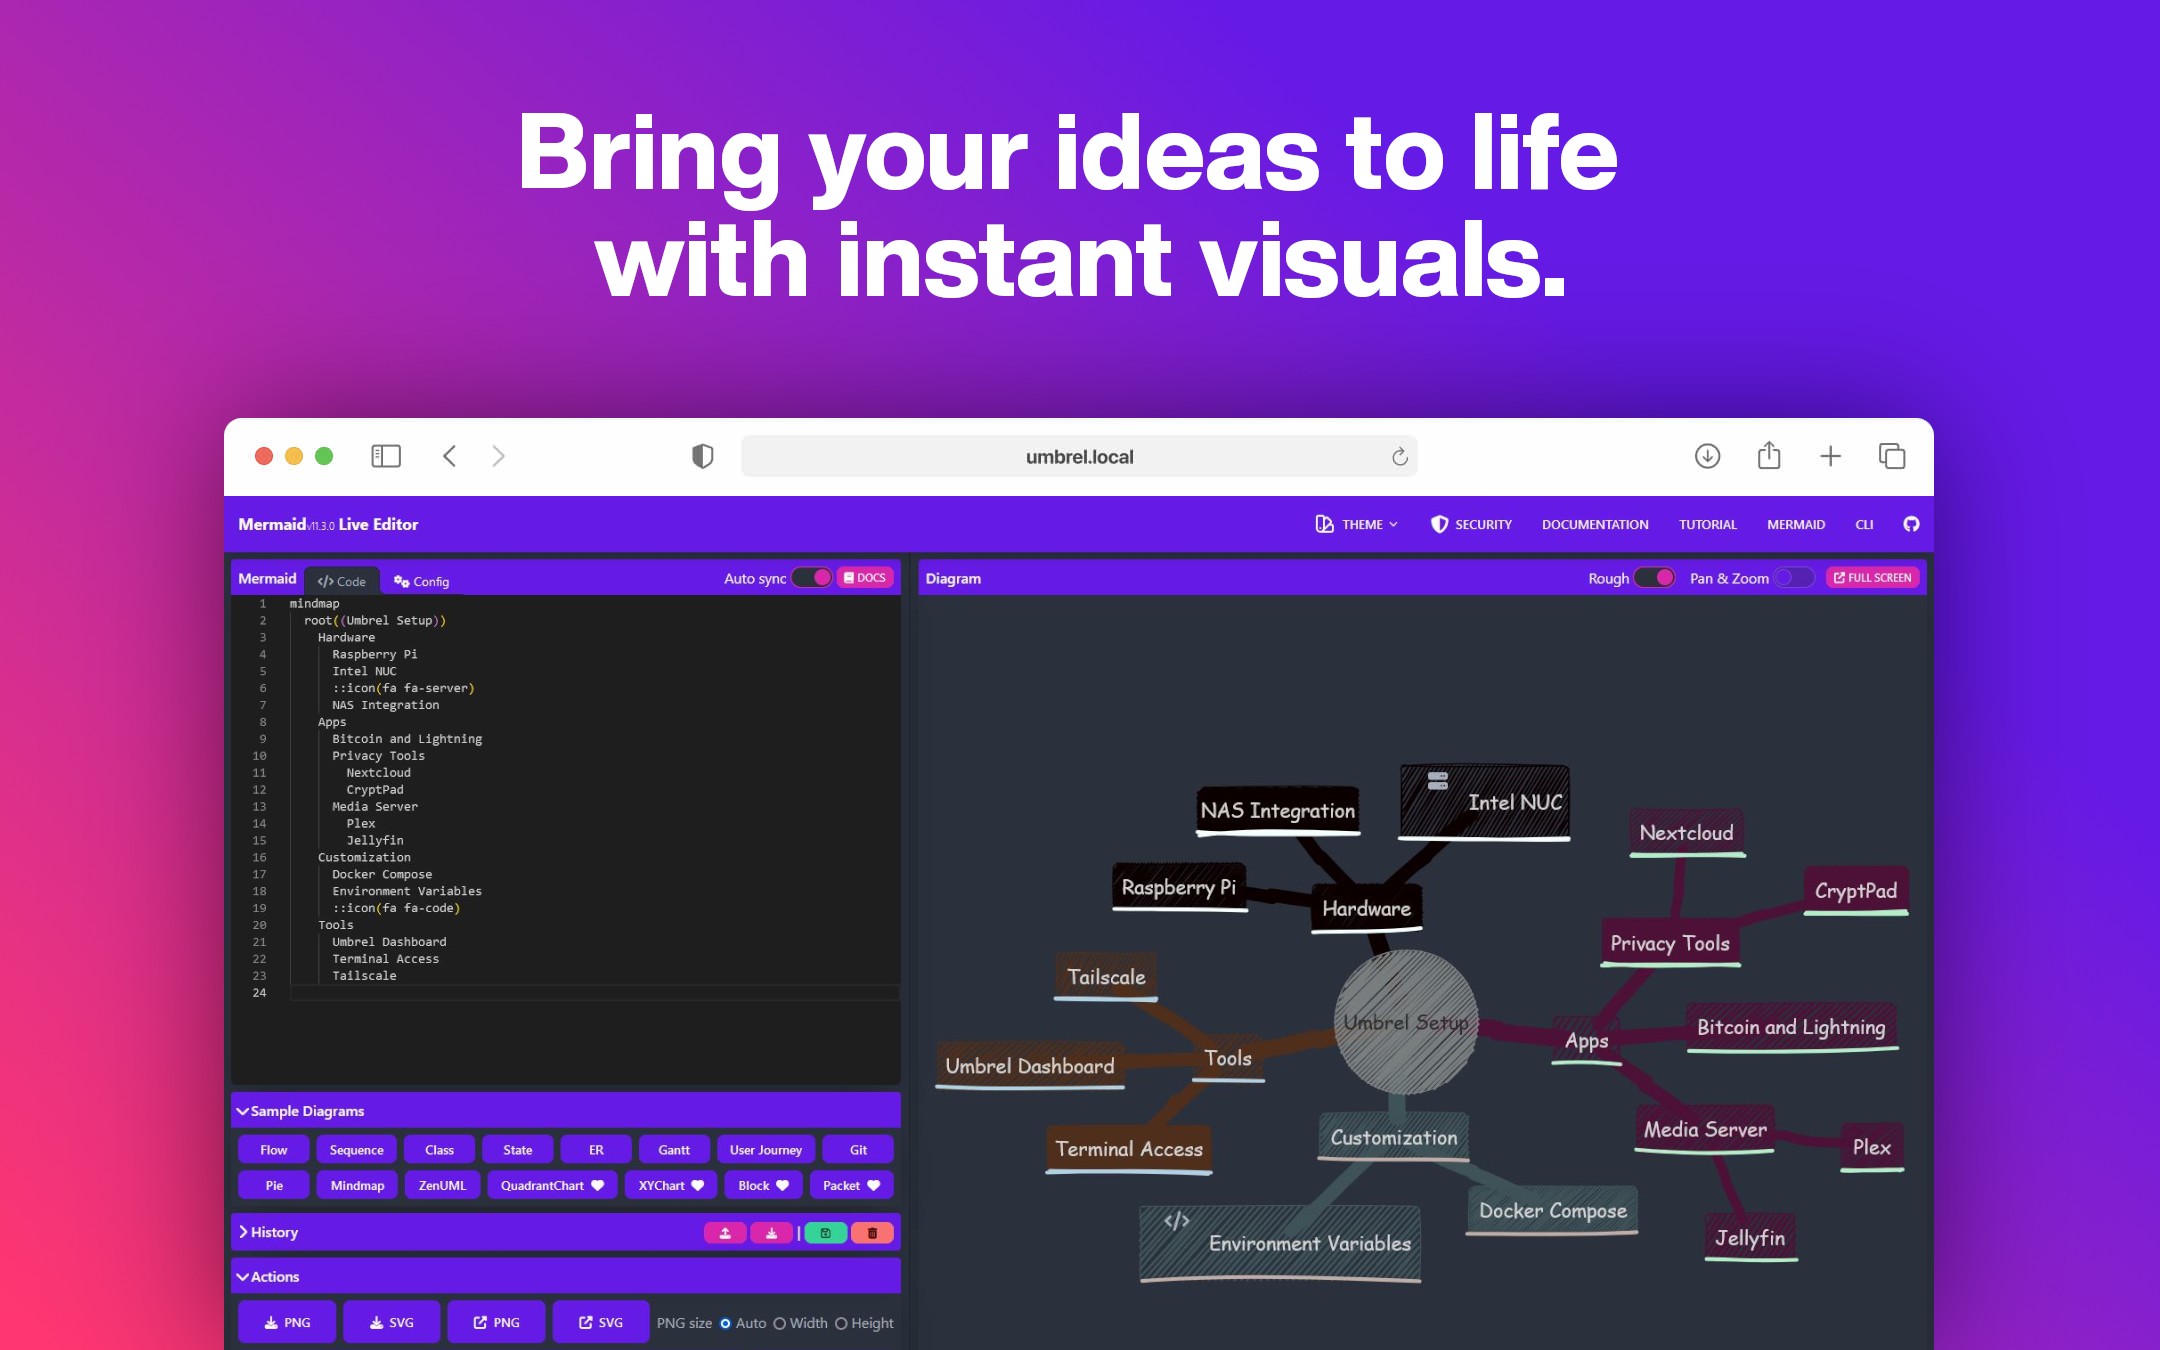 Bring your ideas to life
with instant visuals.
umbrel.local
Mermaid v11.3.0 Live Editor
THEME
SECURITY
DOCUMENTATION
TUTORIAL
MERMAID
CLI
Mermaid
</> Code
Config
Auto sync
DOCS
1 mindmap
2 root((Umbrel Setup))
3 Hardware
4 Raspberry Pi
5 Intel NUC
6 ::icon(fa fa-server)
7 NAS Integration
8 Apps
9 Bitcoin and Lightning
10 Privacy Tools
11 Nextcloud
12 CryptPad
13 Media Server
14 Plex
15 Jellyfin
16 Customization
17 Docker Compose
18 Environment Variables
19 ::icon(fa fa-code)
20 Tools
21 Umbrel Dashboard
22 Terminal Access
23 Tailscale
24
Sample Diagrams
Flow
Sequence
Class
State
ER
Gantt
User Journey
Git
Pie
Mindmap
ZenUML
QuadrantChart
XYChart
Block
Packet
History
Actions
PNG
SVG
PNG
SVG
PNG size
Auto
Width
Height
Diagram
Rough
Pan & Zoom
FULL SCREEN
NAS Integration
Intel NUC
Nextcloud
Raspberry Pi
Hardware
CryptPad
Privacy Tools
Tailscale
Umbrel Setup
Bitcoin and Lightning
Apps
Umbrel Dashboard
Tools
Customization
Media Server
Terminal Access
Plex
Docker Compose
</>
Environment Variables
Jellyfin